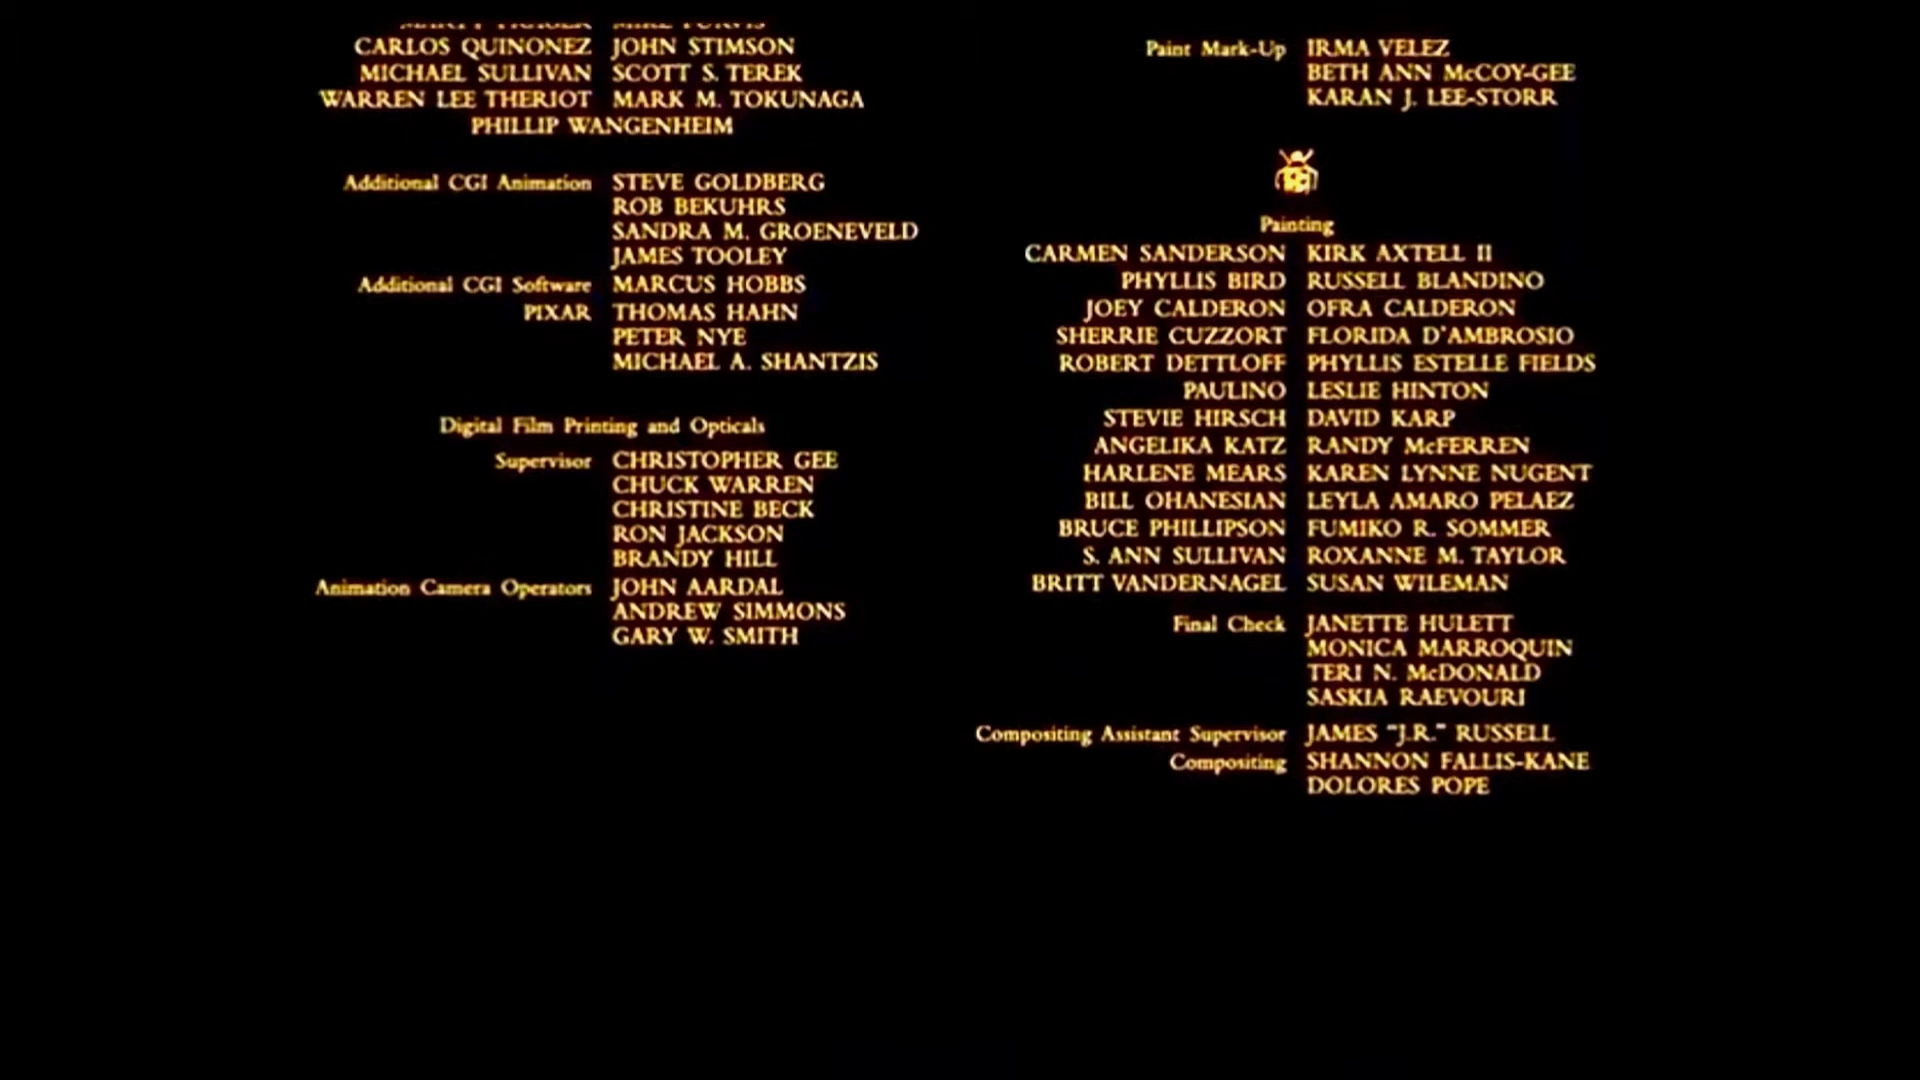 CARLOS QUINONEZ JOHN STIMSON
MICHAEL SULLIVAN SCOTT S. TEREK
WARREN LEE THERIOT MARK M. TOKUNAGA
PHILLIP WANGENHEIM
Additional CGI Animation STEVE GOLDBERG
ROB BEKUHRS
SANDRA M. GROENEVELD
JAMES TOOLEY
Additional CGI Software MARCUS HOBBS
PIXAR THOMAS HAHN
PETER NYE
MICHAEL A. SHANTZIS
Digital Film Printing and Opticals
Supervisor CHRISTOPHER GEE
CHUCK WARREN
CHRISTINE BECK
RON JACKSON
BRANDY HILL
Animation Camera Operators JOHN AARDAL
ANDREW SIMMONS
GARY W. SMITH
Paint Mark-Up IRMA VELEZ
BETH ANN McCOY-GEE
KARAN J. LEE-STORR
Painting
CARMEN SANDERSON KIRK AXTELL II
PHYLLIS BIRD RUSSELL BLANDINO
JOEY CALDERON OFRA CALDERON
SHERRIE CUZZORT FLORIDA D'AMBROSIO
ROBERT DETTLOFF PHYLLIS ESTELLE FIELDS
PAULINO LESLIE HINTON
STEVIE HIRSCH DAVID KARP
ANGELIKA KATZ RANDY McFERREN
HARLENE MEARS KAREN LYNNE NUGENT
BILL OHANESIAN LEYLA AMARO PELAEZ
BRUCE PHILLIPSON FUMIKO R. SOMMER
S. ANN SULLIVAN ROXANNE M. TAYLOR
BRITT VANDERNAGEL SUSAN WILEMAN
Final Check JANETTE HULETT
MONICA MARROQUIN
TERI N. McDONALD
SASKIA RAEVOURI
Compositing Assistant Supervisor JAMES "J.R." RUSSELL
Compositing SHANNON FALLIS-KANE
DOLORES POPE